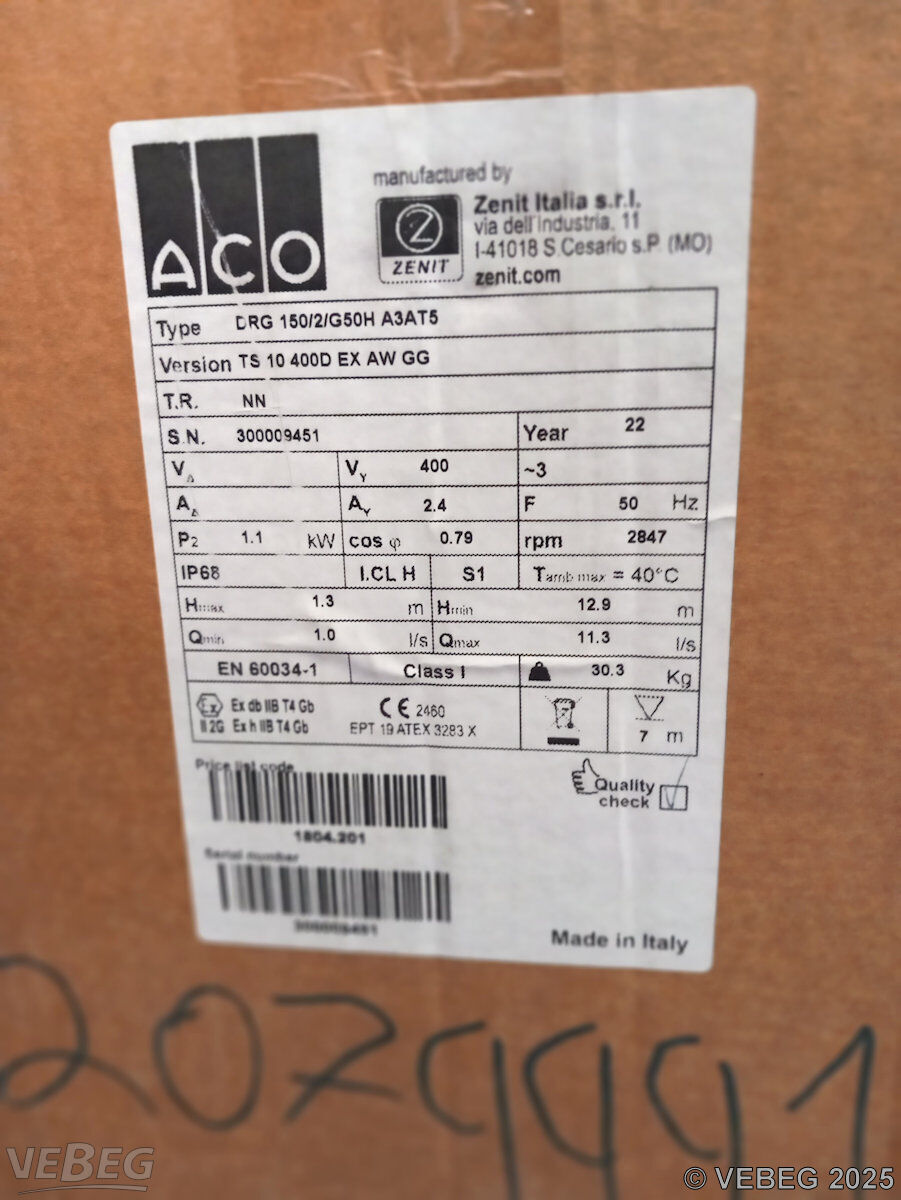 ACO
manufactured by
ZENIT
Zenit Italia s.r.l.
via dell'Industria, 11
I-41018 S.Cesario s.P. (MO)
zenit.com
Type DRG 150/2/G50H A3AT5
Version TS 10 400D EX AW GG
T.R. NN
S.N. 300009451 Year 22
V△ VY 400 ~3
A△ AY 2.4 F 50 Hz
P2 1.1 kW cos φ 0.79 rpm 2847
IP68 I.CL H S1 Tamb max = 40°C
Hmax 1.3 m Hmin 12.9 m
Qmin 1.0 l/s Qmax 11.3 l/s
EN 60034-1 Class I 30.3 Kg
Ex Ex db IIB T4 Gb CE 2460
II 2G Ex h IIB T4 Gb EPT 19 ATEX 3283 X 7 m
Price list code
1804.201
Quality
check
Serial number
300009451
Made in Italy
2079991
VEBEG
© VEBEG 2025